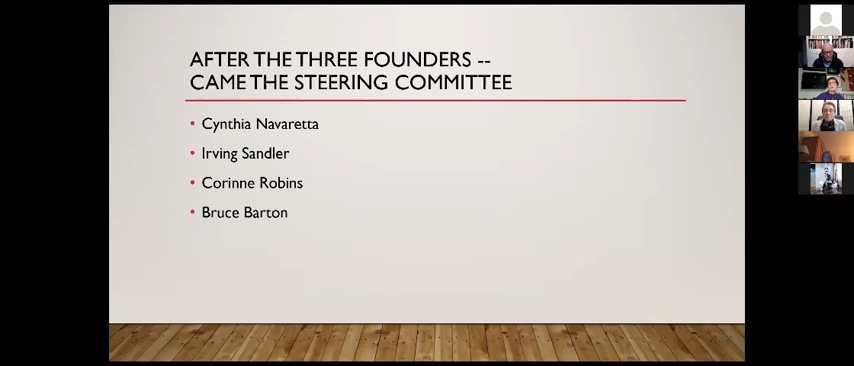 AFTER THE THREE FOUNDERS --
CAME THE STEERING COMMITTEE
• Cynthia Navaretta
• Irving Sandler
• Corinne Robins
• Bruce Barton